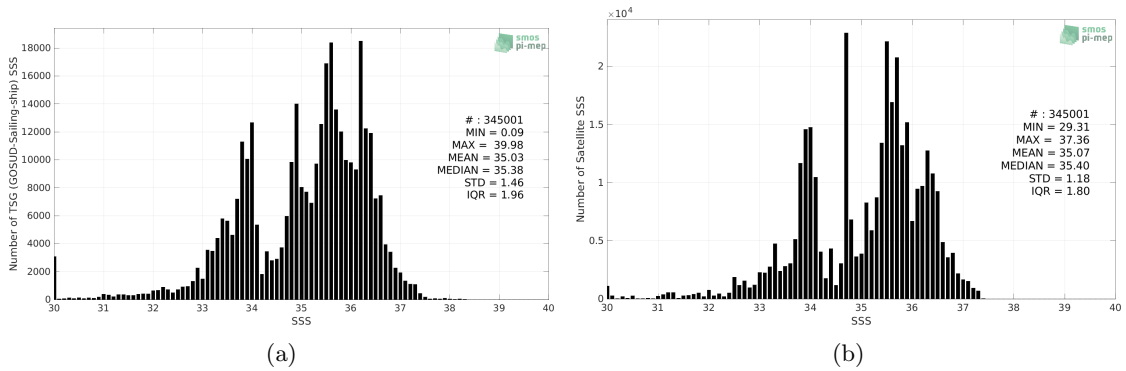 smos
pi-mep
18000
16000
14000
12000
10000
8000
6000
4000
2000
0
Number of TSG (GOSUD-Sailing-ship) SSS
# : 345001
MIN = 0.09
MAX = 39.98
MEAN = 35.03
MEDIAN = 35.38
STD = 1.46
IQR = 1.96
30 31 32 33 34 35 36 37 38 39 40
SSS
(a)
×10⁴
smos
pi-mep
2
1.5
1
0.5
0
Number of Satellite SSS
# : 345001
MIN = 29.31
MAX = 37.36
MEAN = 35.07
MEDIAN = 35.40
STD = 1.18
IQR = 1.80
30 31 32 33 34 35 36 37 38 39 40
SSS
(b)